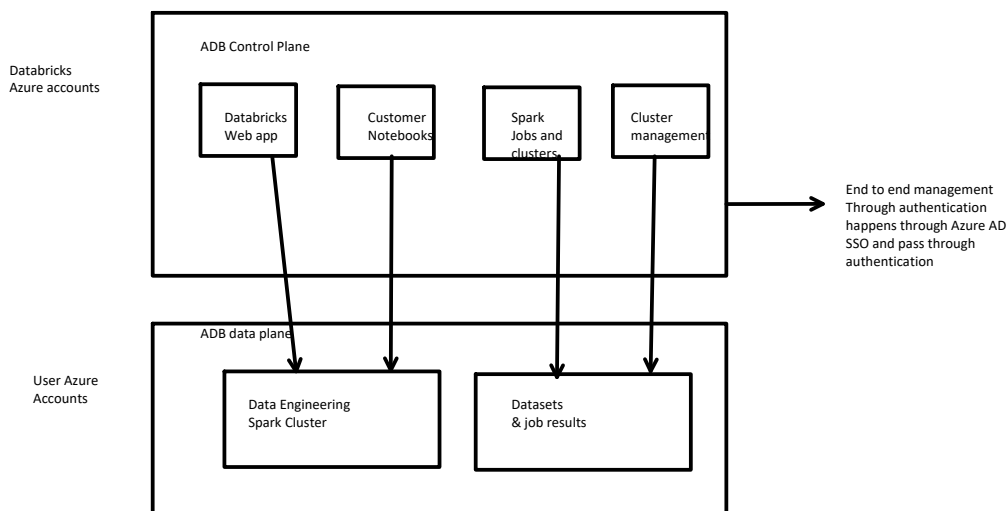 ADB Control Plane
Databricks
Azure accounts
Databricks
Web app
Customer
Notebooks
Spark
Jobs and
clusters
Cluster
management
End to end management
Through authentication
happens through Azure AD
SSO and pass through
authentication
ADB data plane
User Azure
Accounts
Data Engineering
Spark Cluster
Datasets
& job results